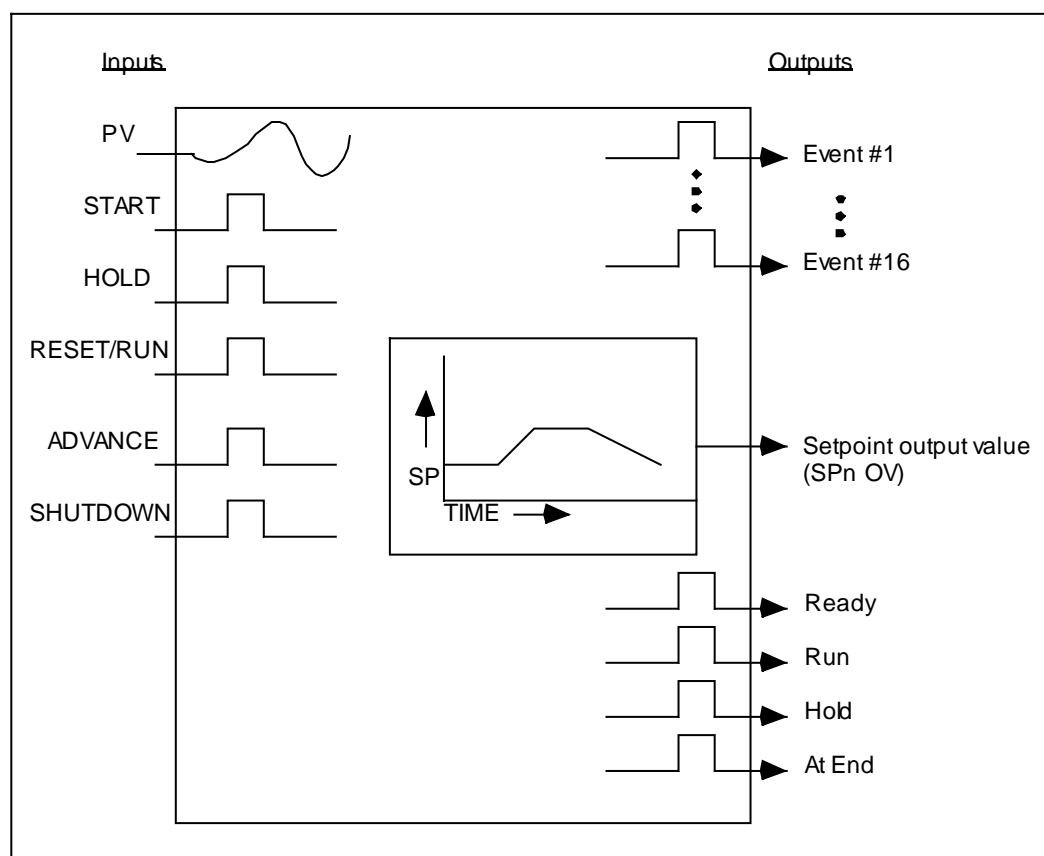 Inputs
Outputs
PV
START
HOLD
RESET/RUN
ADVANCE
SHUTDOWN
SP
TIME
Event #1
Event #16
Setpoint output value
(SPn OV)
Ready
Run
Hold
At End